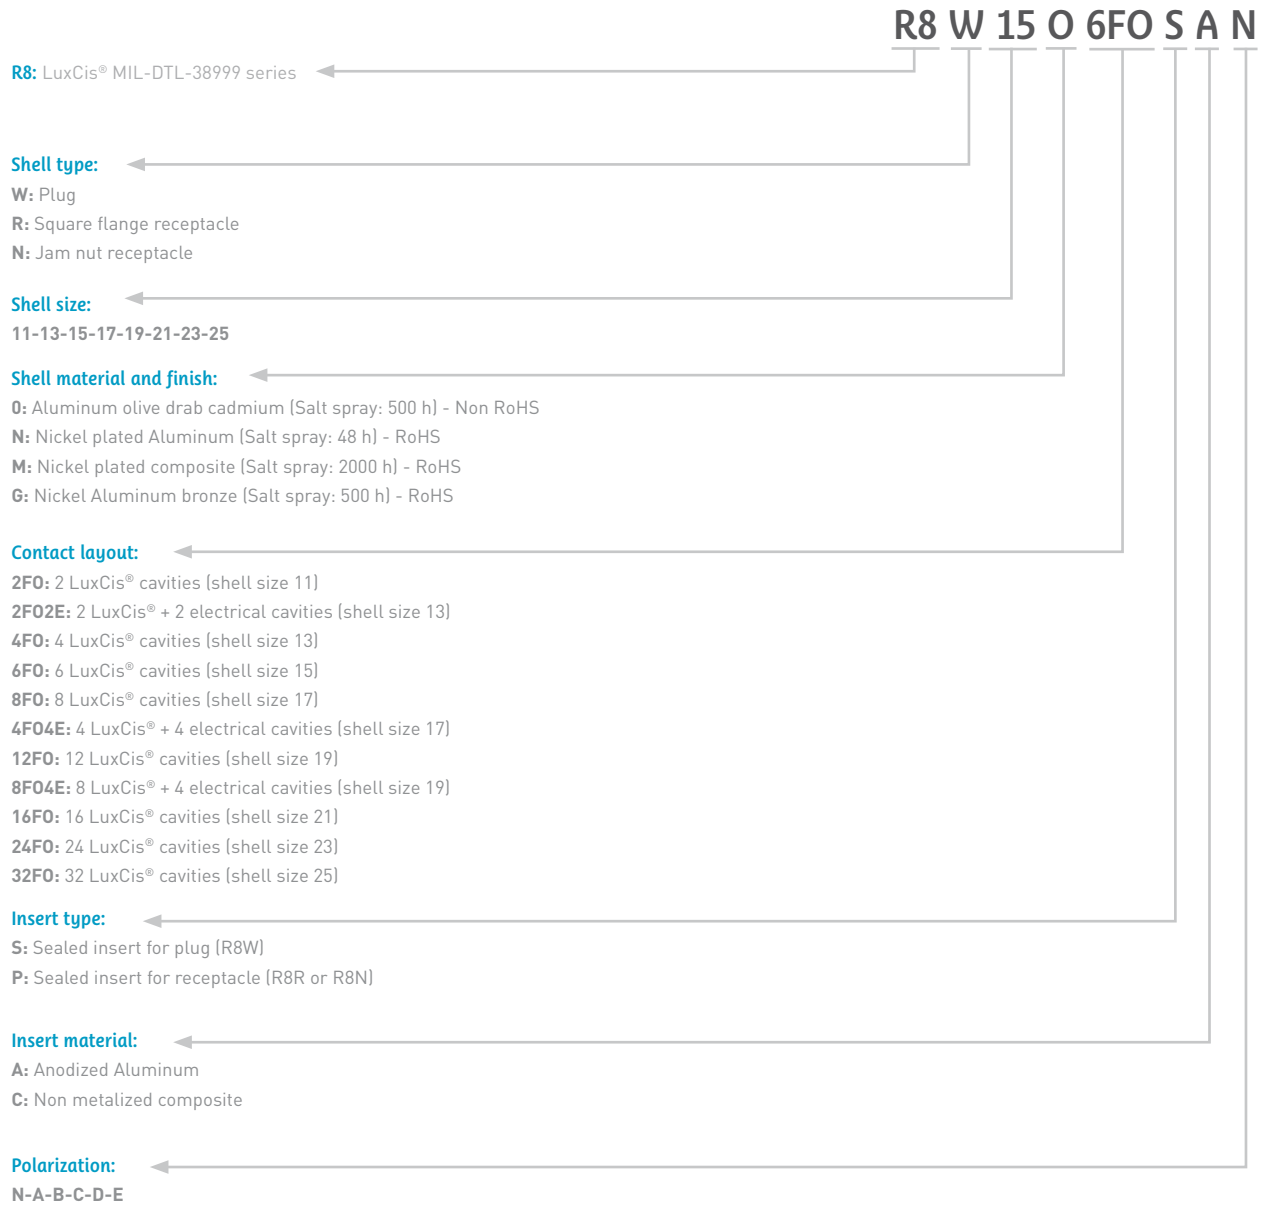 R8 W 15 O 6FO S A N
R8: LuxCis® MIL-DTL-38999 series
Shell type:
W: Plug
R: Square flange receptacle
N: Jam nut receptacle
Shell size:
11-13-15-17-19-21-23-25
Shell material and finish:
0: Aluminum olive drab cadmium (Salt spray: 500 h) - Non RoHS
N: Nickel plated Aluminum (Salt spray: 48 h) - RoHS
M: Nickel plated composite (Salt spray: 2000 h) - RoHS
G: Nickel Aluminum bronze (Salt spray: 500 h) - RoHS
Contact layout:
2FO: 2 LuxCis® cavities (shell size 11)
2FO2E: 2 LuxCis® + 2 electrical cavities (shell size 13)
4FO: 4 LuxCis® cavities (shell size 13)
6FO: 6 LuxCis® cavities (shell size 15)
8FO: 8 LuxCis® cavities (shell size 17)
4FO4E: 4 LuxCis® + 4 electrical cavities (shell size 17)
12FO: 12 LuxCis® cavities (shell size 19)
8FO4E: 8 LuxCis® + 4 electrical cavities (shell size 19)
16FO: 16 LuxCis® cavities (shell size 21)
24FO: 24 LuxCis® cavities (shell size 23)
32FO: 32 LuxCis® cavities (shell size 25)
Insert type:
S: Sealed insert for plug (R8W)
P: Sealed insert for receptacle (R8R or R8N)
Insert material:
A: Anodized Aluminum
C: Non metalized composite
Polarization:
N-A-B-C-D-E